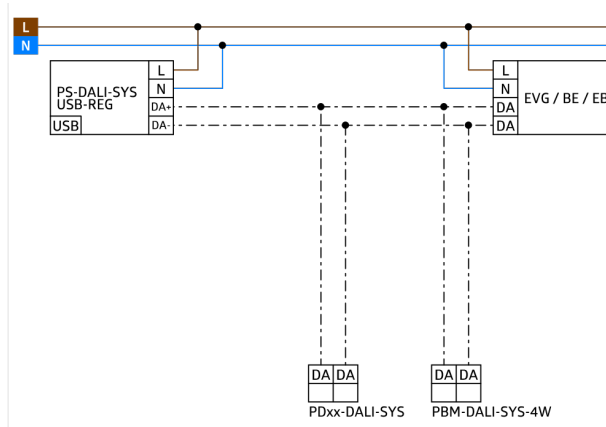 L
N
PS-DALI-SYS
USB-REG
USB
L
N
DA+
DA-
L
N
DA
DA
EVG / BE / EB
DA DA
PDxx-DALI-SYS
DA DA
PBM-DALI-SYS-4W